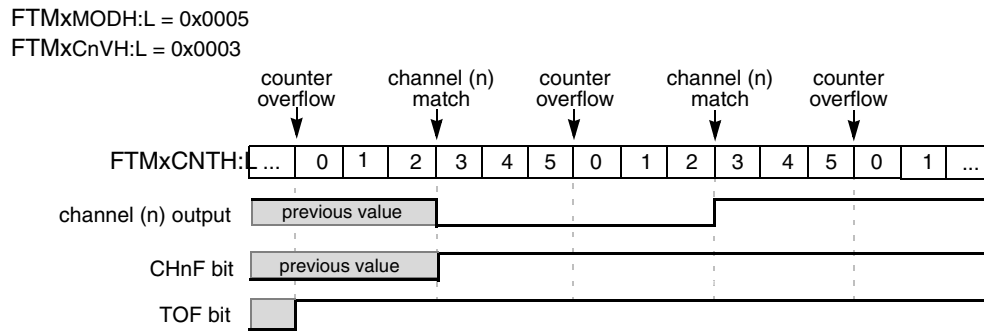 FTMxMODH:L = 0x0005
FTMxCnVH:L = 0x0003
counter overflow
channel (n) match
counter overflow
channel (n) match
counter overflow
FTMxCNTH:L ... 0 1 2 3 4 5 0 1 2 3 4 5 0 1 ...
channel (n) output previous value
CHnF bit previous value
TOF bit